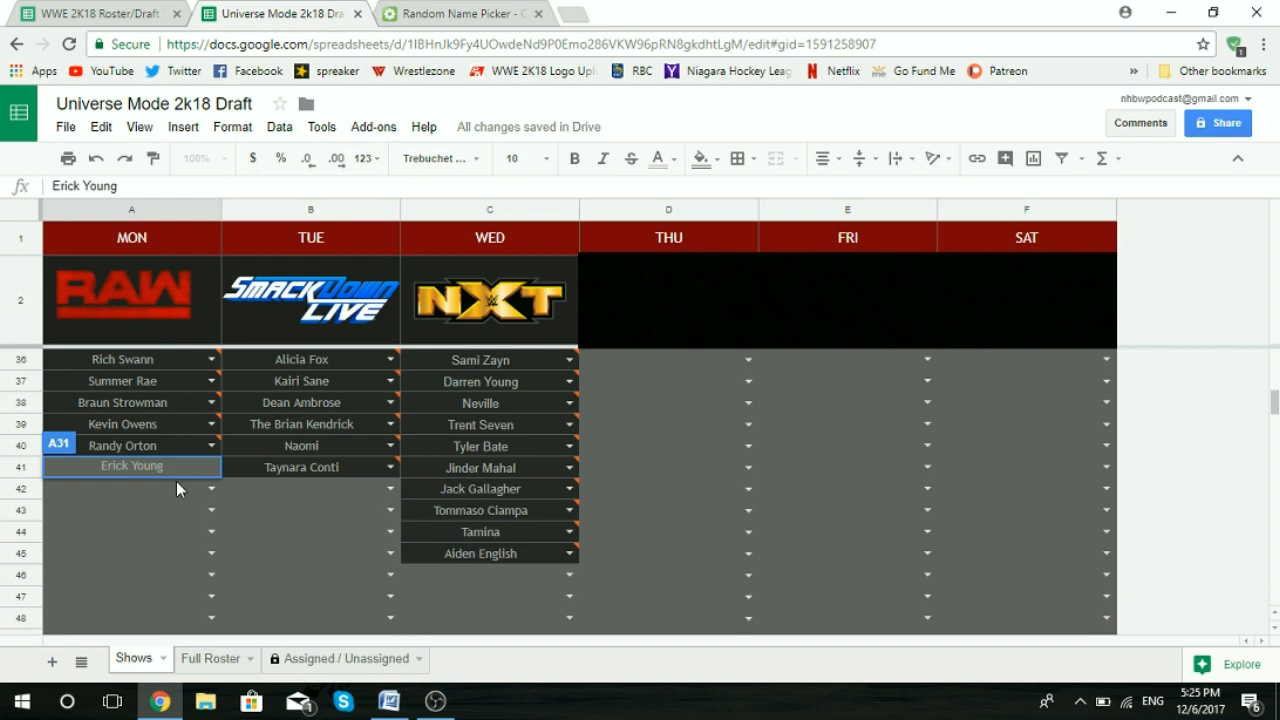 WWE 2K18 Roster/Draft
Universe Mode 2k18 Dra
Random Name Picker - C
Secure https://docs.google.com/spreadsheets/d/1IBHnJk9Fy4UOwdeNd9P0Emo286VKW96pRN8gkdhtLgM/edit#gid=1591258907
Apps YouTube Twitter Facebook spreaker Wrestlezone WWE 2K18 Logo Upl RBC Niagara Hockey Leag Netflix Go Fund Me Patreon » Other bookmarks
Universe Mode 2k18 Draft
nhbwpodcast@gmail.com
File Edit View Insert Format Data Tools Add-ons Help All changes saved in Drive
Comments Share
100% $ % .0 .00 123 Trebuchet ... 10 B I S A
fx Erick Young
A B C D E F
1 MON TUE WED THU FRI SAT
2 RAW SMACKDOWN LIVE NXT
36 Rich Swann Alicia Fox Sami Zayn
37 Summer Rae Kairi Sane Darren Young
38 Braun Strowman Dean Ambrose Neville
39 Kevin Owens The Brian Kendrick Trent Seven
40 A31 Randy Orton Naomi Tyler Bate
41 Erick Young Taynara Conti Jinder Mahal
42 Jack Gallagher
43 Tommaso Ciampa
44 Tamina
45 Aiden English
46
47
48
Shows Full Roster Assigned / Unassigned
Explore
ENG 5:25 PM
12/6/2017